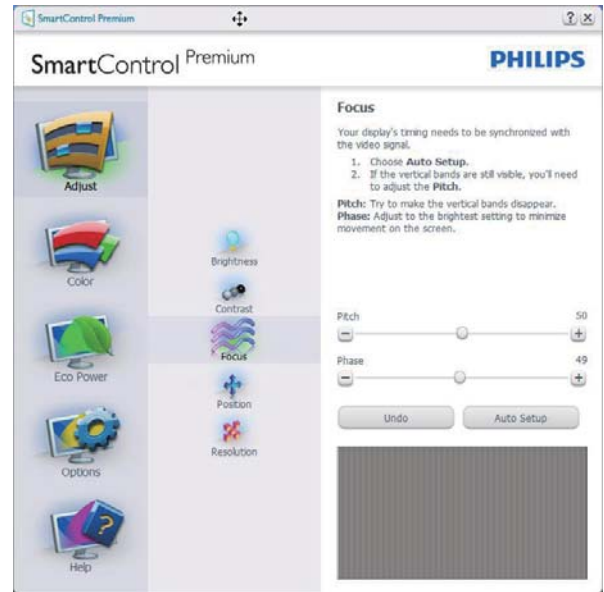 SmartControl Premium
? x
SmartControl Premium
PHILIPS
Adjust
Color
Eco Power
Options
Help
Brightness
Contrast
Focus
Position
Resolution
Focus
Your display's timing needs to be synchronized with
the video signal.
1. Choose Auto Setup.
2. If the vertical bands are still visible, you'll need
to adjust the Pitch.
Pitch: Try to make the vertical bands disappear.
Phase: Adjust to the brightest setting to minimize
movement on the screen.
Pitch 50
Phase 49
Undo Auto Setup